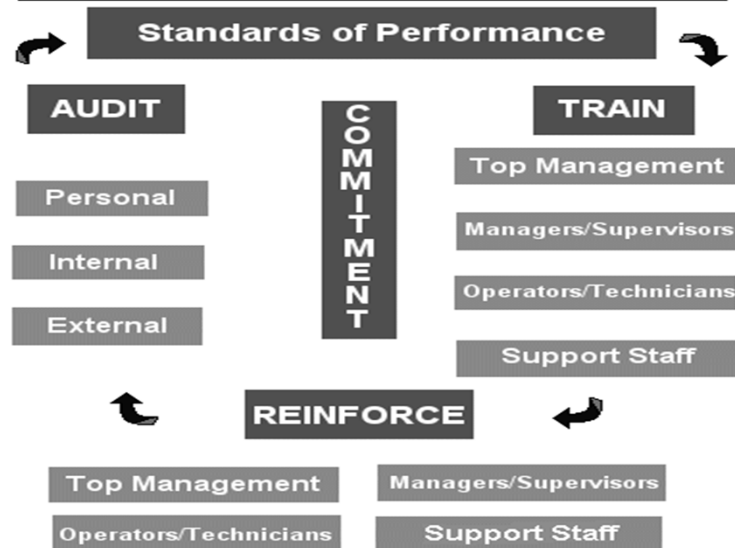 Standards of Performance
AUDIT
Personal
Internal
External
COMMITMENT
TRAIN
Top Management
Managers/Supervisors
Operators/Technicians
Support Staff
REINFORCE
Top Management
Managers/Supervisors
Operators/Technicians
Support Staff